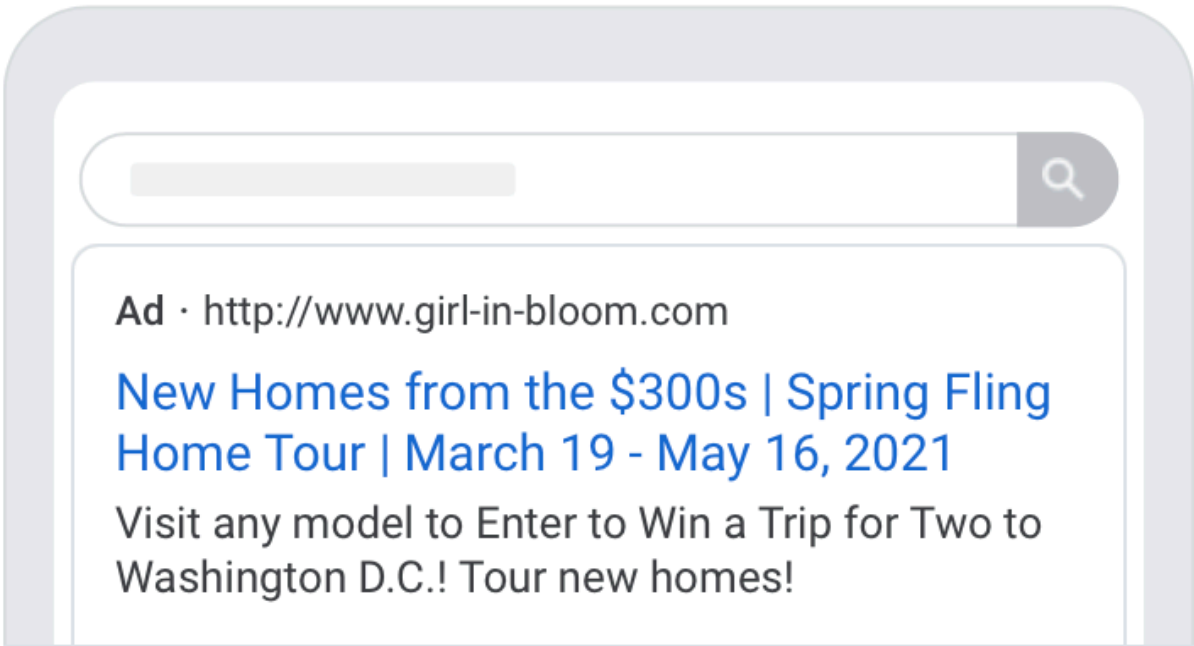 Ad · http://www.girl-in-bloom.com
New Homes from the $300s | Spring Fling
Home Tour | March 19 - May 16, 2021
Visit any model to Enter to Win a Trip for Two to
Washington D.C.! Tour new homes!